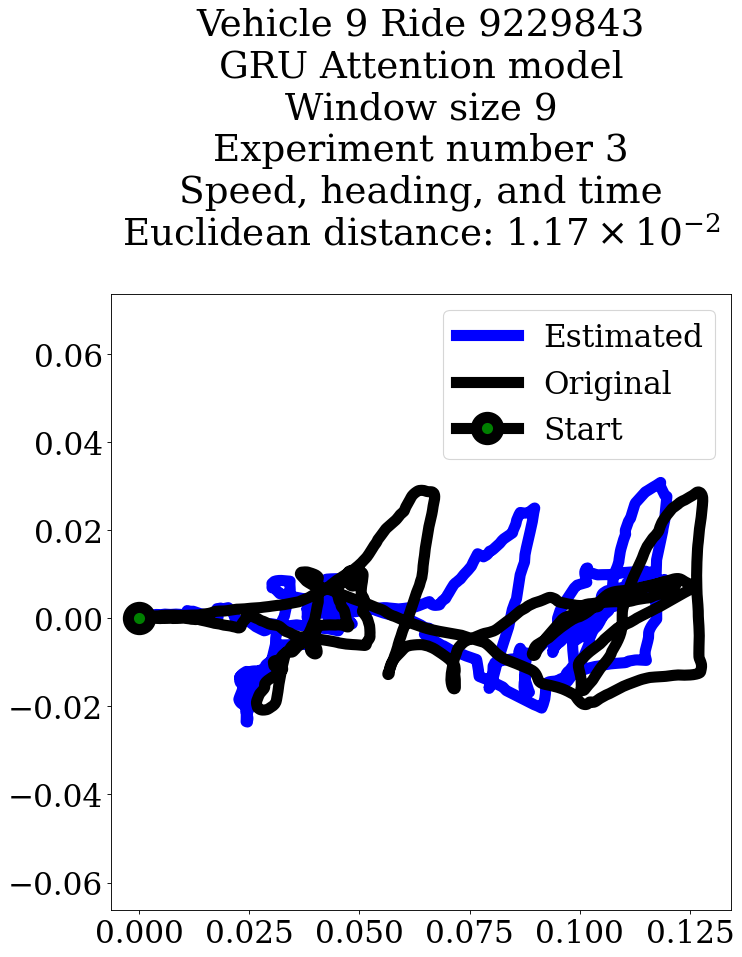 Vehicle 9 Ride 9229843
GRU Attention model
Window size 9
Experiment number 3
Speed, heading, and time
Euclidean distance: 1.17 × 10⁻²
Estimated
Original
Start
0.06
0.04
0.02
0.00
−0.02
−0.04
−0.06
0.000 0.025 0.050 0.075 0.100 0.125